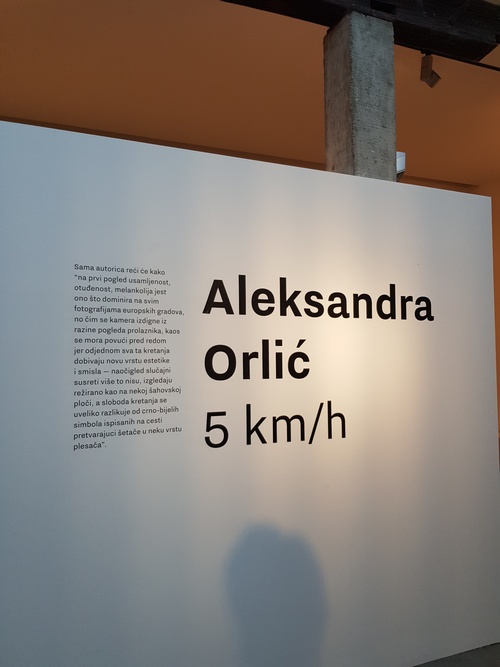 Sama autorica reći će kako
"na prvi pogled usamljenost,
otuđenost, melankolija jest
ono što dominira na svim
fotografijama europskih gradova,
no čim se kamera izdigne iz
razine pogleda prolaznika, kaos
se mora povući pred redom
jer odjednom sva ta kretanja
dobivaju novu vrstu estetike
i smisla — naočigled slučajni
susreti više to nisu, izgledaju
režirano kao na nekoj šahovskoj
ploči, a sloboda kretanja se
uveliko razlikuje od crno-bijelih
simbola ispisanih na cesti
pretvarajuci šetače u neku vrstu
plesača".
Aleksandra
Orlić
5 km/h